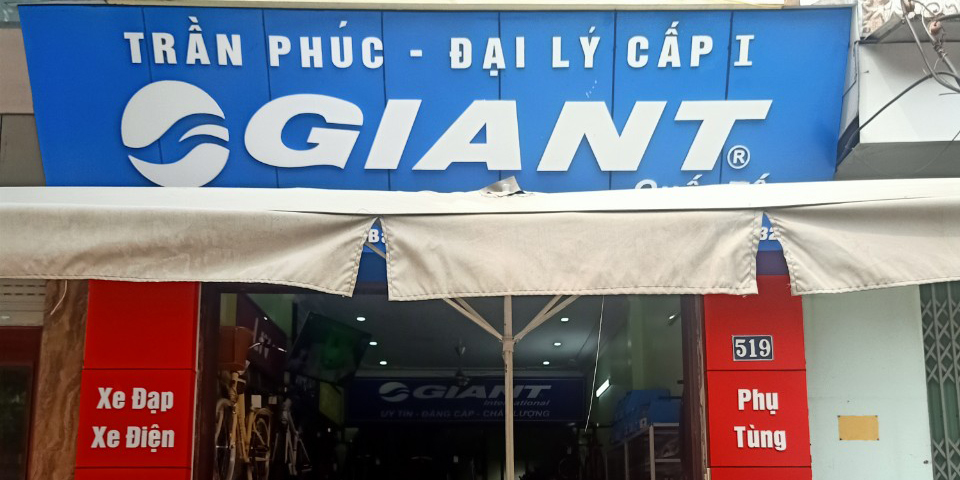 TRẦN PHÚC - ĐẠI LÝ CẤP I
GIANT®
519
Xe Đạp
Xe Điện
Phụ
Tùng
GIANT
international
UY TÍN - ĐẲNG CẤP - CHẤT LƯỢNG